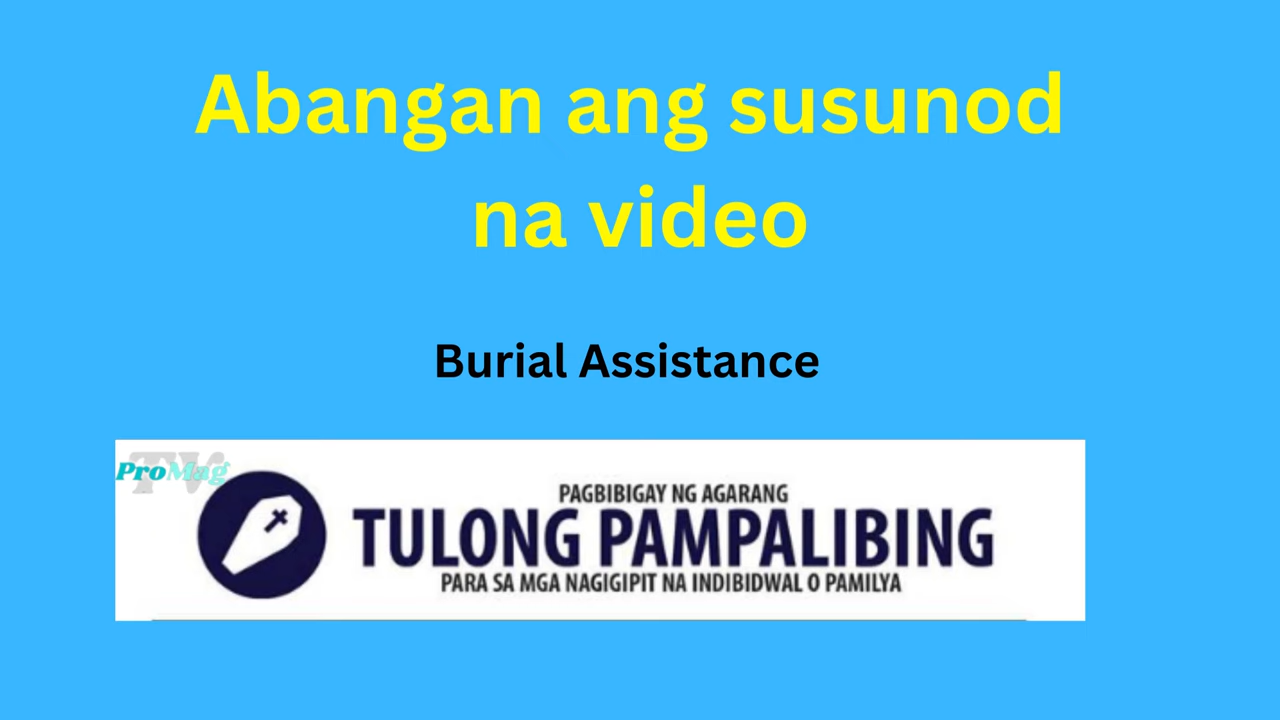 Abangan ang susunod
na video
Burial Assistance
ProMag TV
PAGBIBIGAY NG AGARANG
TULONG PAMPALIBING
PARA SA MGA NAGIGIPIT NA INDIBIDWAL O PAMILYA